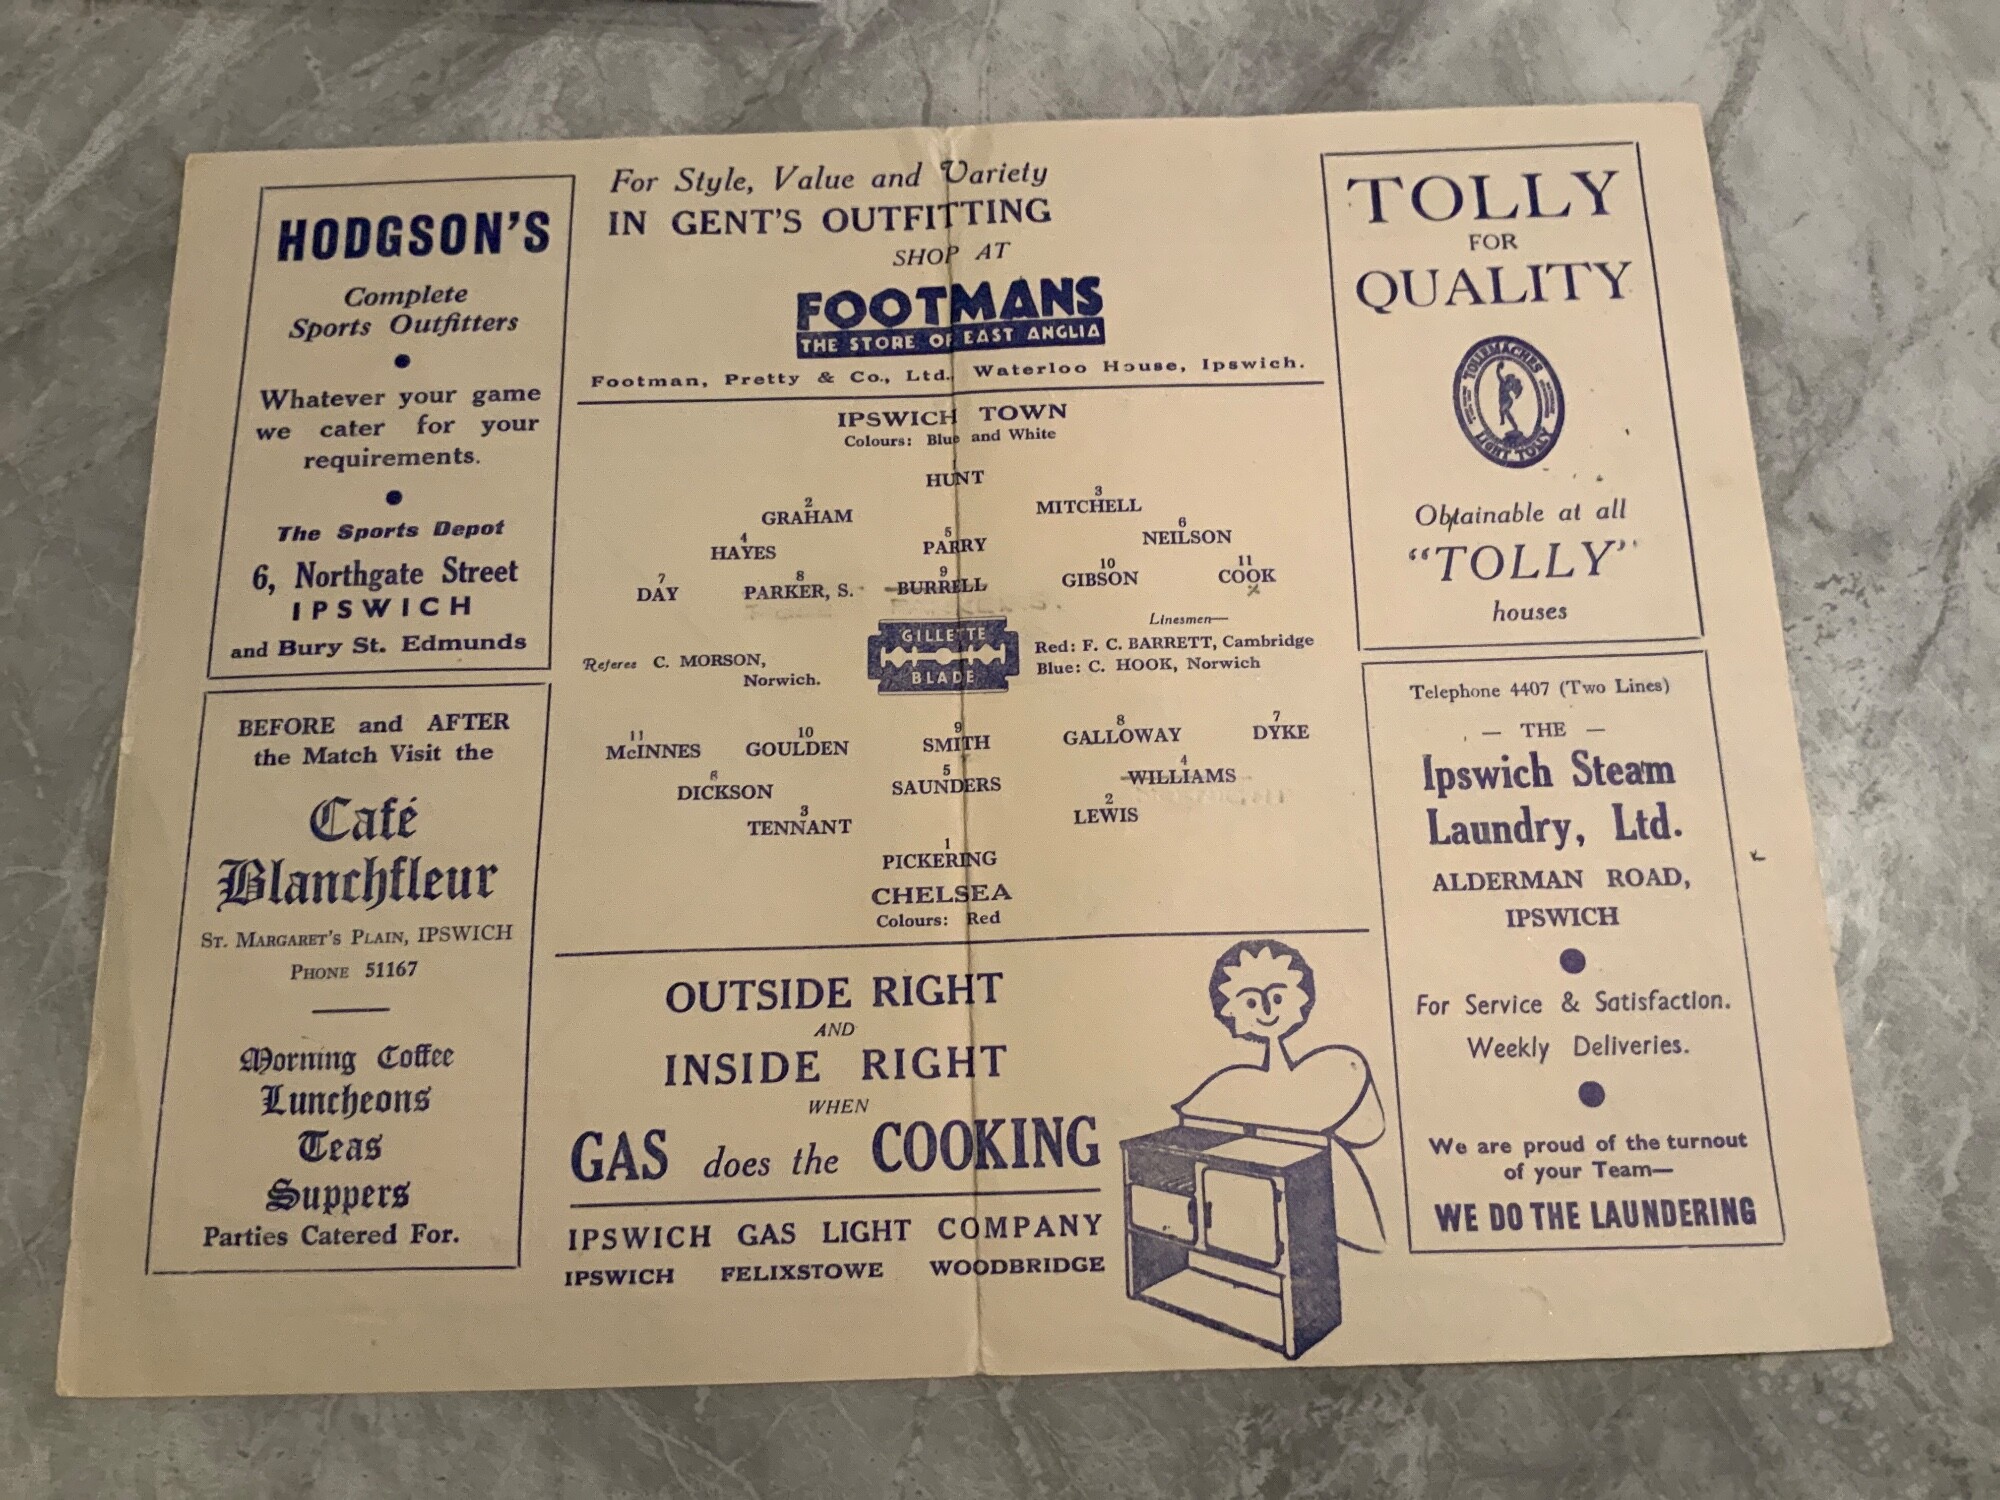 HODGSON'S
Complete
Sports Outfitters
Whatever your game
we cater for your
requirements.
The Sports Depot
6, Northgate Street
IPSWICH
and Bury St. Edmunds
BEFORE and AFTER
the Match Visit the
Café
Blanchfleur
ST. MARGARET'S PLAIN, IPSWICH
PHONE 51167
Morning Coffee
Luncheons
Teas
Suppers
Parties Catered For.
For Style, Value and Variety
IN GENT'S OUTFITTING
SHOP AT
FOOTMANS
THE STORE OF EAST ANGLIA
Footman, Pretty & Co., Ltd., Waterloo House, Ipswich.
IPSWICH TOWN
Colours: Blue and White
1
HUNT
2 3
GRAHAM MITCHELL
4 5 6
HAYES PARRY NEILSON
7 8 9 10 11
DAY PARKER, S. BURRELL GIBSON COOK
x
Linesmen—
Referee C. MORSON,
Norwich.
GILLETTE
BLADE
Red: F. C. BARRETT, Cambridge
Blue: C. HOOK, Norwich
11 10 9 8 7
McINNES GOULDEN SMITH GALLOWAY DYKE
6 5 4
DICKSON SAUNDERS WILLIAMS
3 2
TENNANT LEWIS
1
PICKERING
CHELSEA
Colours: Red
OUTSIDE RIGHT
AND
INSIDE RIGHT
WHEN
GAS does the COOKING
IPSWICH GAS LIGHT COMPANY
IPSWICH FELIXSTOWE WOODBRIDGE
TOLLY
FOR
QUALITY
TOLLEMACHES
LIGHT TOLLY
Obtainable at all
"TOLLY"
houses
Telephone 4407 (Two Lines)
— THE —
Ipswich Steam
Laundry, Ltd.
ALDERMAN ROAD,
IPSWICH
For Service & Satisfaction.
Weekly Deliveries.
We are proud of the turnout
of your Team—
WE DO THE LAUNDERING